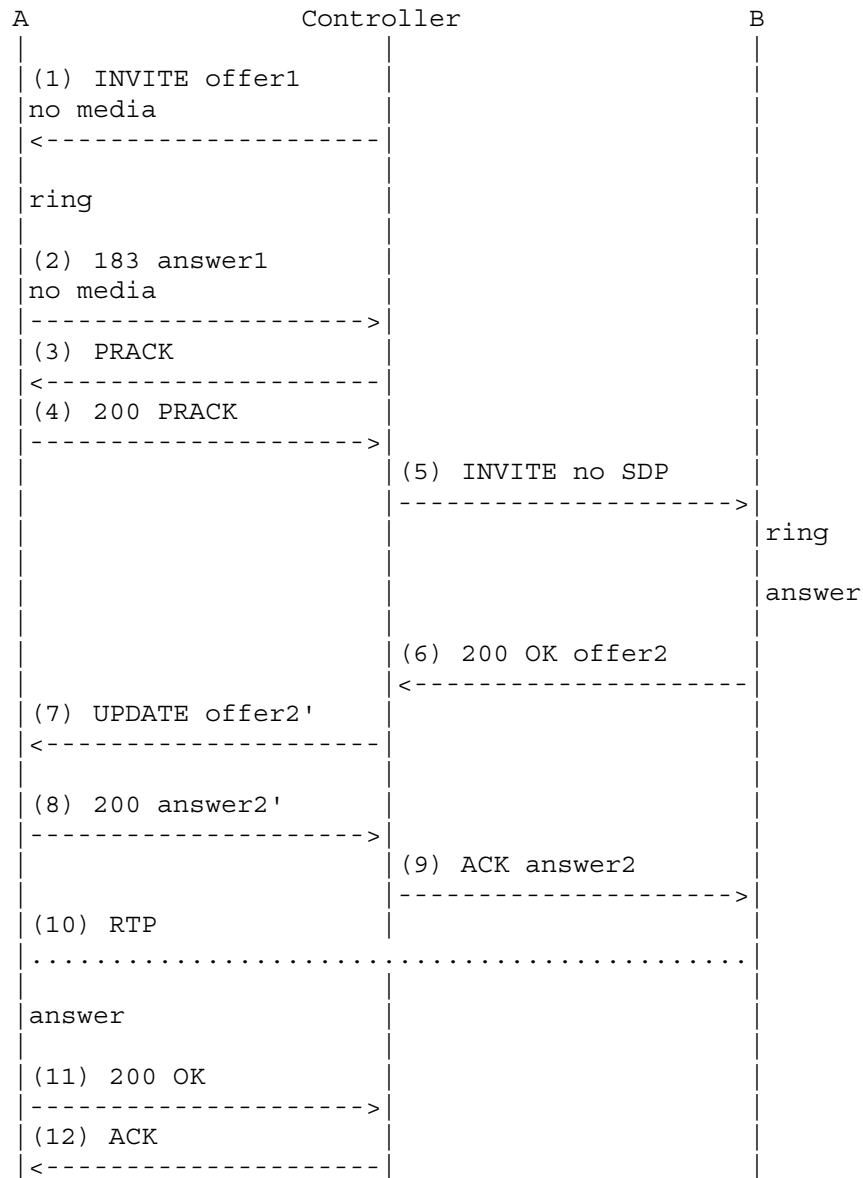 A Controller B
(1) INVITE offer1
no media
ring
(2) 183 answer1
no media
(3) PRACK
(4) 200 PRACK
(5) INVITE no SDP
ring
answer
(6) 200 OK offer2
(7) UPDATE offer2'
(8) 200 answer2'
(9) ACK answer2
(10) RTP
answer
(11) 200 OK
(12) ACK